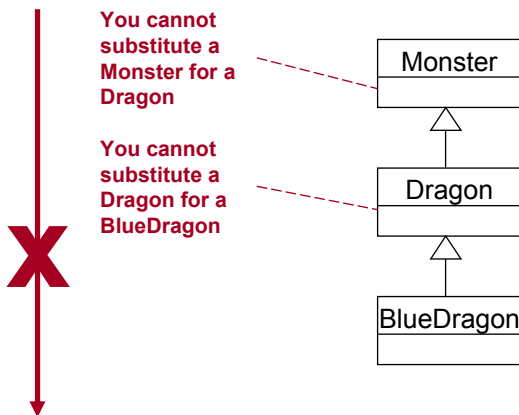 You cannot
substitute a
Monster for a
Dragon
Monster
You cannot
substitute a
Dragon for a
BlueDragon
Dragon
X
BlueDragon